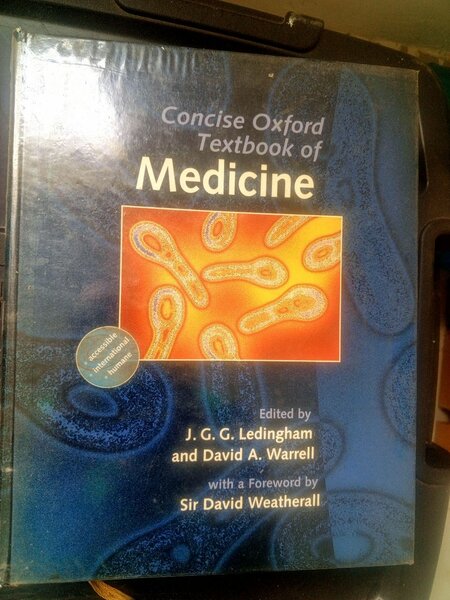 Concise Oxford
Textbook of
Medicine
• accessible
• international
• humane
Edited by
J. G. G. Ledingham
and David A. Warrell
with a Foreword by
Sir David Weatherall